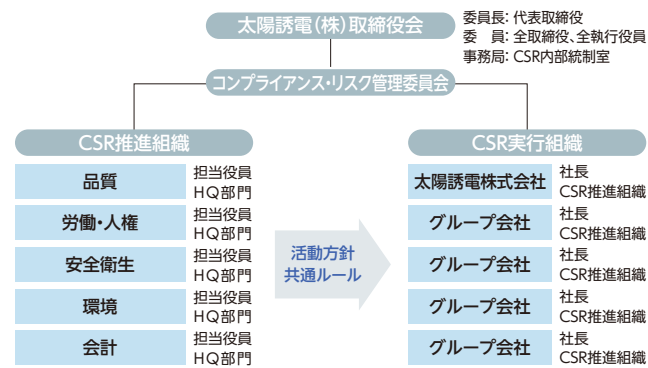 太陽誘電(株)取締役会
委員長: 代表取締役
委　員: 全取締役、全執行役員
事務局: CSR内部統制室
コンプライアンス・リスク管理委員会
CSR推進組織
品質
担当役員
HQ部門
労働・人権
担当役員
HQ部門
安全衛生
担当役員
HQ部門
環境
担当役員
HQ部門
会計
担当役員
HQ部門
活動方針
共通ルール
CSR実行組織
太陽誘電株式会社
社長
CSR推進組織
グループ会社
社長
CSR推進組織
グループ会社
社長
CSR推進組織
グループ会社
社長
CSR推進組織
グループ会社
社長
CSR推進組織